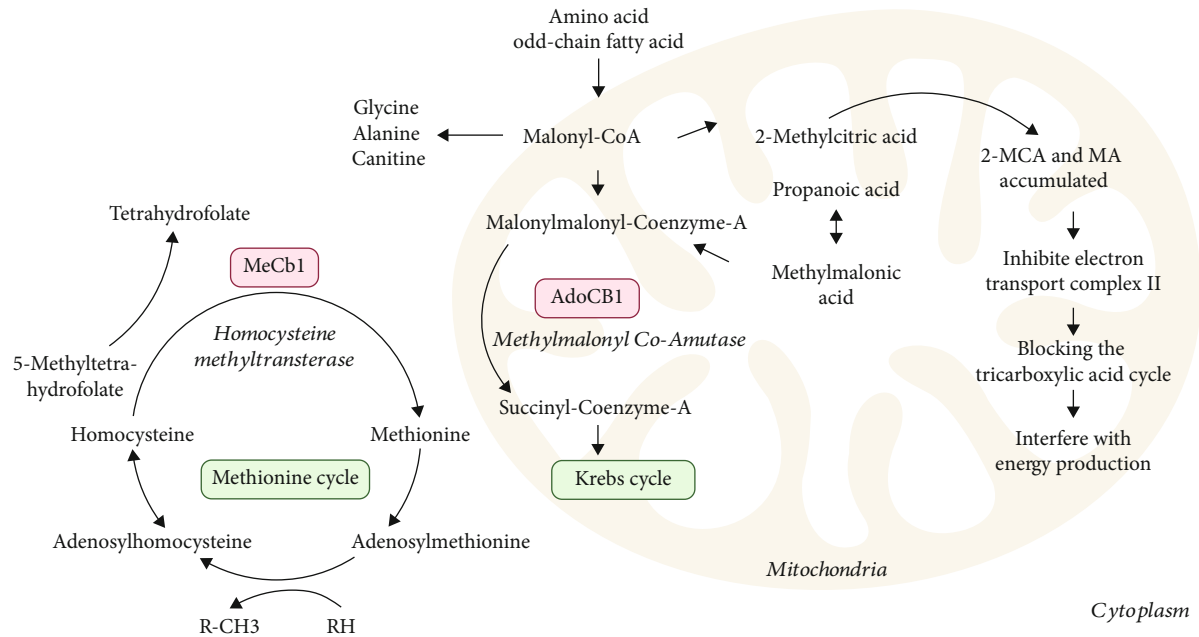 Amino acid
odd-chain fatty acid
Glycine
Alanine
Canitine
Malonyl-CoA
2-Methylcitric acid
2-MCA and MA
accumulated
Propanoic acid
Tetrahydrofolate
Malonylmalonyl-Coenzyme-A
MeCb1
Methylmalonic
acid
Inhibite electron
transport complex II
AdoCB1
Homocysteine
methyltransterase
Methylmalonyl Co-Amutase
5-Methyltetra-
hydrofolate
Blocking the
tricarboxylic acid cycle
Succinyl-Coenzyme-A
Homocysteine
Methionine
Interfere with
energy production
Methionine cycle
Krebs cycle
Adenosylhomocysteine
Adenosylmethionine
Mitochondria
Cytoplasm
R-CH3
RH